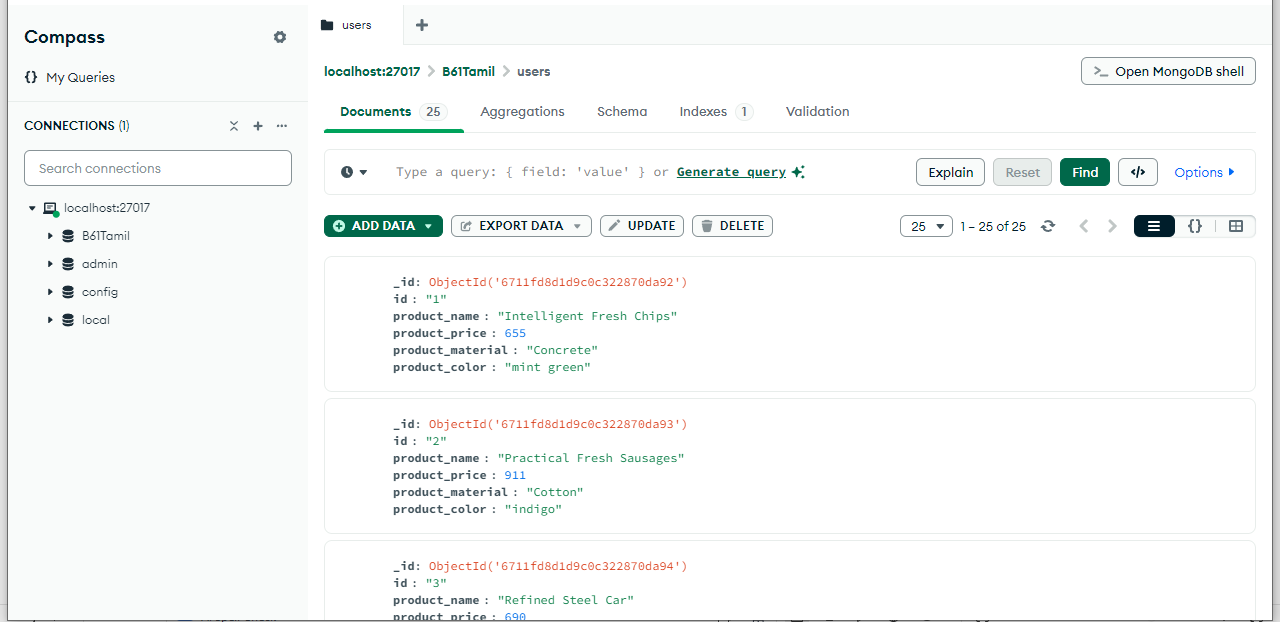 Compass
{} My Queries
CONNECTIONS (1)
Search connections
localhost:27017
B61Tamil
admin
config
local
users
localhost:27017 > B61Tamil > users
>_ Open MongoDB shell
Documents 25 Aggregations Schema Indexes 1 Validation
Type a query: { field: 'value' } or Generate query
Explain Reset Find </> Options
ADD DATA EXPORT DATA UPDATE DELETE
25 1 – 25 of 25 {}
_id: ObjectId('6711fd8d1d9c0c322870da92')
id : "1"
product_name : "Intelligent Fresh Chips"
product_price : 655
product_material : "Concrete"
product_color : "mint green"
_id: ObjectId('6711fd8d1d9c0c322870da93')
id : "2"
product_name : "Practical Fresh Sausages"
product_price : 911
product_material : "Cotton"
product_color : "indigo"
_id: ObjectId('6711fd8d1d9c0c322870da94')
id : "3"
product_name : "Refined Steel Car"
product_price : 690